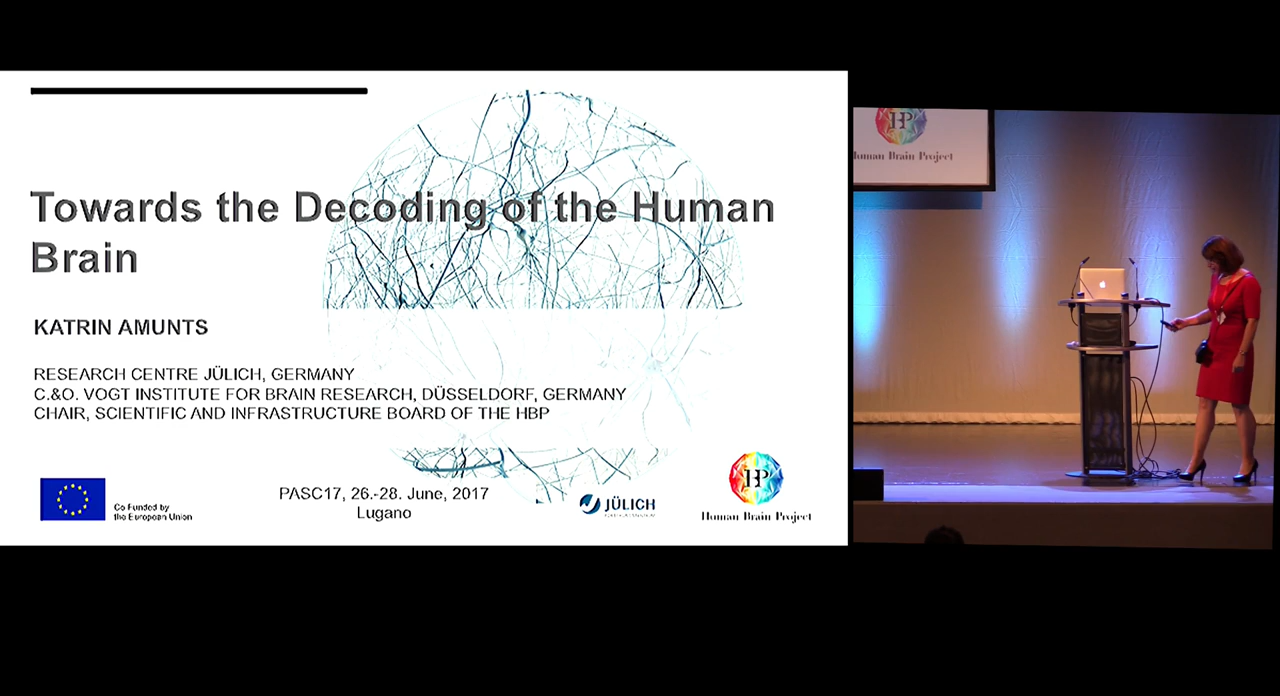 Towards the Decoding of the Human
Brain
KATRIN AMUNTS
RESEARCH CENTRE JÜLICH, GERMANY
C.&O. VOGT INSTITUTE FOR BRAIN RESEARCH, DÜSSELDORF, GERMANY
CHAIR, SCIENTIFIC AND INFRASTRUCTURE BOARD OF THE HBP
Co-Funded by
the European Union
PASC17, 26.-28. June, 2017
Lugano
JÜLICH
HBP
Human Brain Project
HBP
Human Brain Project